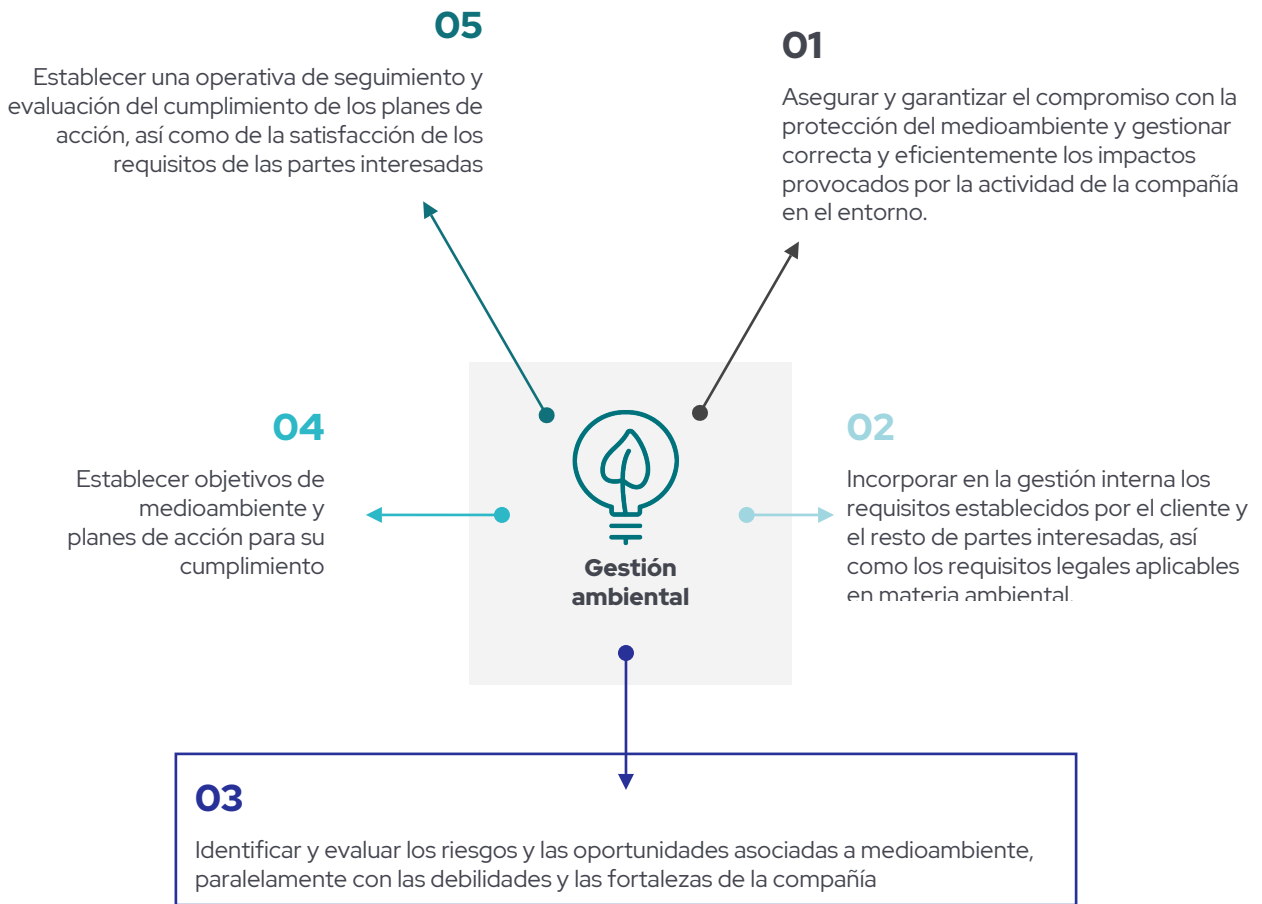 05
Establecer una operativa de seguimiento y
evaluación del cumplimiento de los planes de
acción, así como de la satisfacción de los
requisitos de las partes interesadas
01
Asegurar y garantizar el compromiso con la
protección del medioambiente y gestionar
correcta y eficientemente los impactos
provocados por la actividad de la compañía
en el entorno.
04
Establecer objetivos de
medioambiente y
planes de acción para su
cumplimiento
Gestión
ambiental
02
Incorporar en la gestión interna los
requisitos establecidos por el cliente y
el resto de partes interesadas, así
como los requisitos legales aplicables
en materia ambiental.
03
Identificar y evaluar los riesgos y las oportunidades asociadas a medioambiente,
paralelamente con las debilidades y las fortalezas de la compañía